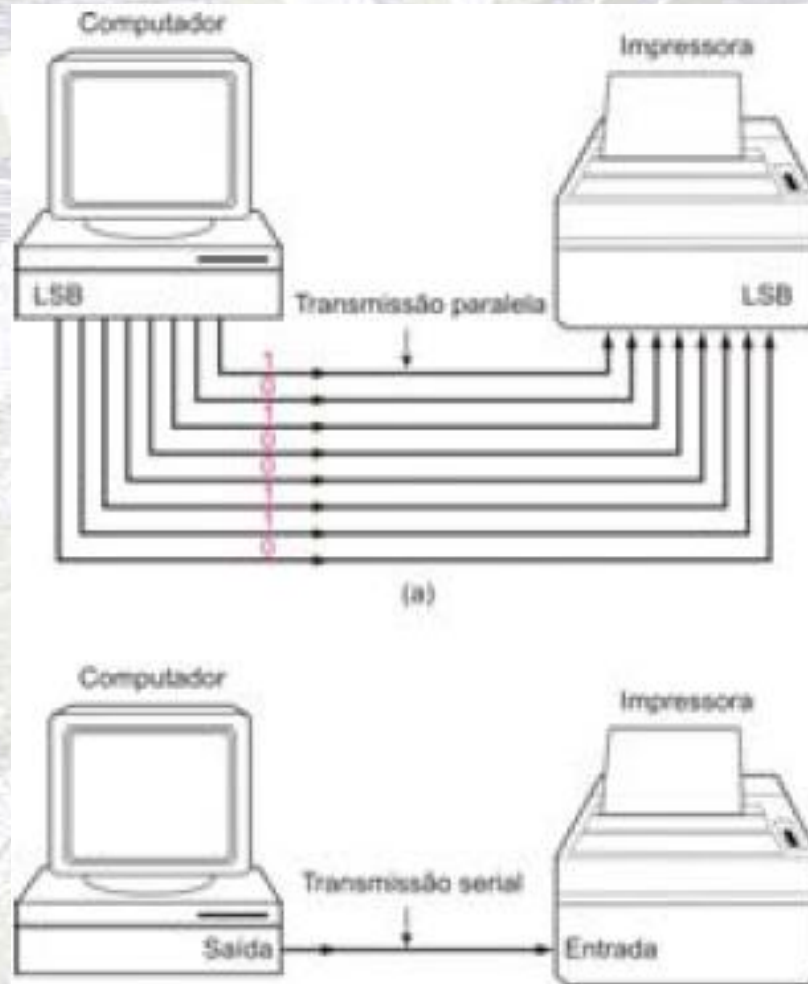 Computador
Impressora
LSB
LSB
Transmissão paralela
1
0
1
0
0
1
1
0
(a)
Computador
Impressora
Transmissão serial
Saída
Entrada